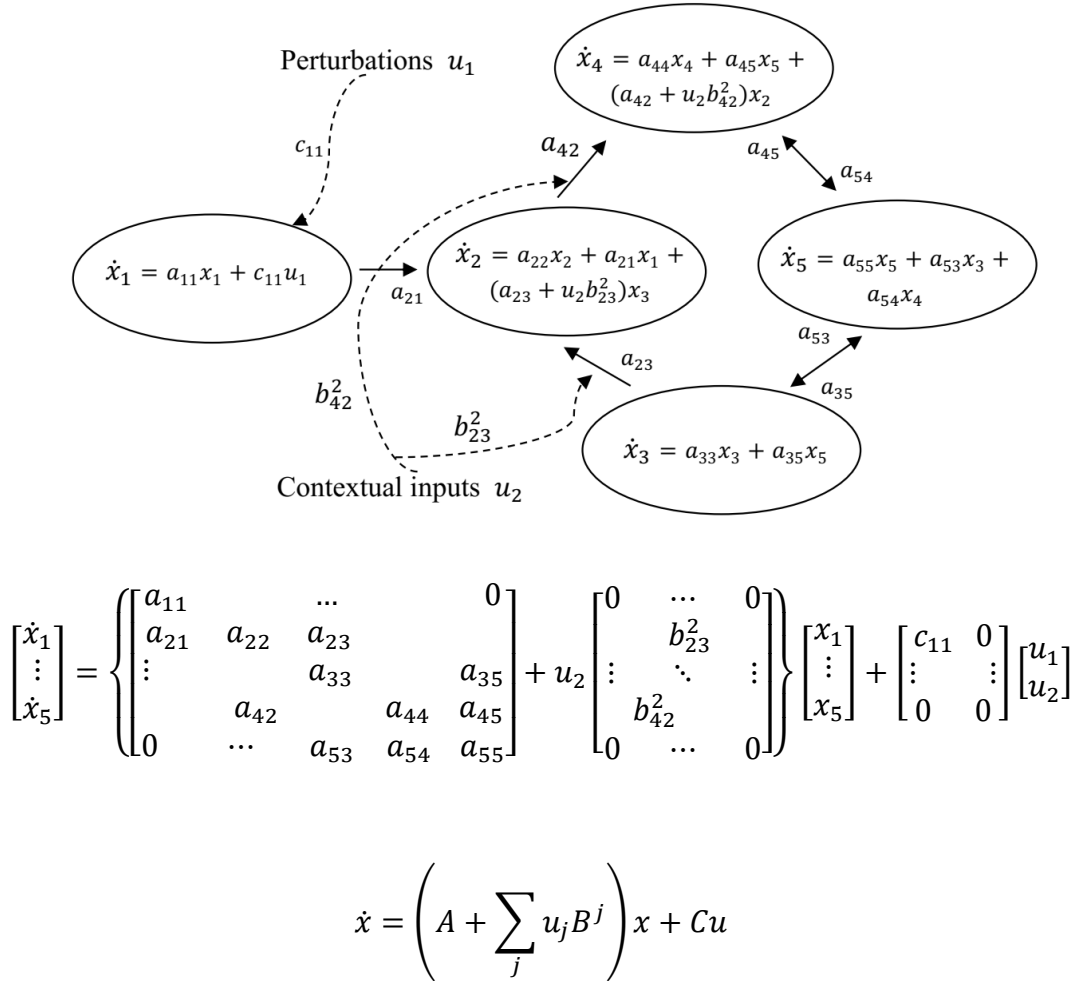 Perturbations u₁
c₁₁
ẋ₄ = a₄₄x₄ + a₄₅x₅ +
(a₄₂ + u₂b²₄₂)x₂
a₄₂
a₄₅
a₅₄
ẋ₁ = a₁₁x₁ + c₁₁u₁
a₂₁
ẋ₂ = a₂₂x₂ + a₂₁x₁ +
(a₂₃ + u₂b²₂₃)x₃
ẋ₅ = a₅₅x₅ + a₅₃x₃ +
a₅₄x₄
a₅₃
a₃₅
a₂₃
b²₄₂
b²₂₃
ẋ₃ = a₃₃x₃ + a₃₅x₅
Contextual inputs u₂
[ẋ₁ ⋮ ẋ₅] = {[a₁₁ … 0
a₂₁ a₂₂ a₂₃
⋮ a₃₃ a₃₅
a₄₂ a₄₄ a₄₅
0 … a₅₃ a₅₄ a₅₅] + u₂ [0 … 0
b²₂₃
⋮ ⋱ ⋮
b²₄₂
0 … 0]} [x₁ ⋮ x₅] + [c₁₁ 0
⋮ ⋮
0 0] [u₁
u₂]
ẋ = (A + ∑ⱼ uⱼBʲ) x + Cu